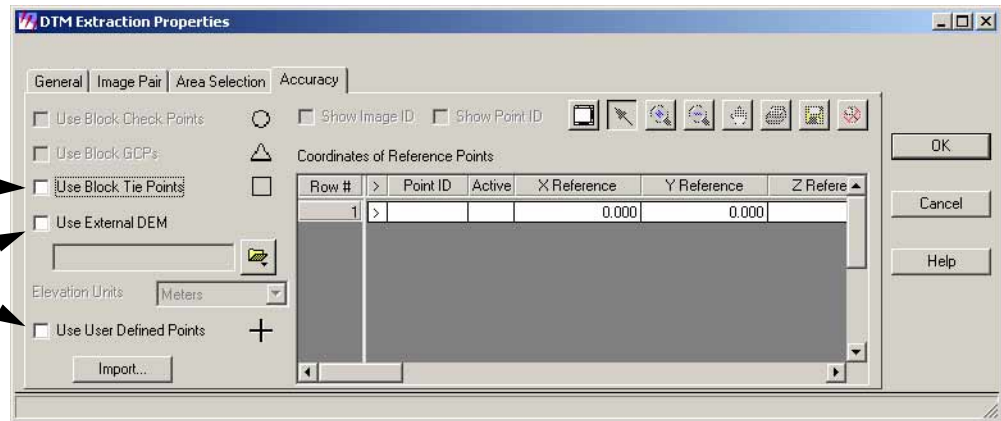 DTM Extraction Properties
General Image Pair Area Selection Accuracy
Use Block Check Points
Show Image ID Show Point ID
Use Block GCPs
Coordinates of Reference Points
OK
Use Block Tie Points
Row # > Point ID Active X Reference Y Reference Z Refere
Use External DEM
1 > 0.000 0.000
Cancel
Help
Elevation Units Meters
Use User Defined Points
Import...